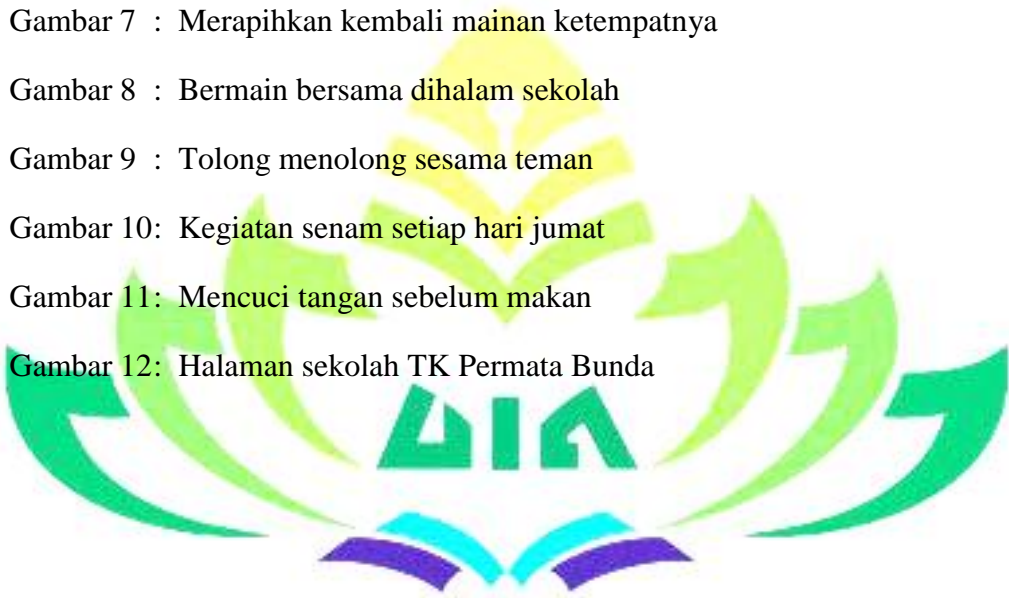 Gambar 7 : Merapihkan kembali mainan ketempatnya
Gambar 8 : Bermain bersama dihalam sekolah
Gambar 9 : Tolong menolong sesama teman
Gambar 10: Kegiatan senam setiap hari jumat
Gambar 11: Mencuci tangan sebelum makan
Gambar 12: Halaman sekolah TK Permata Bunda
UIN